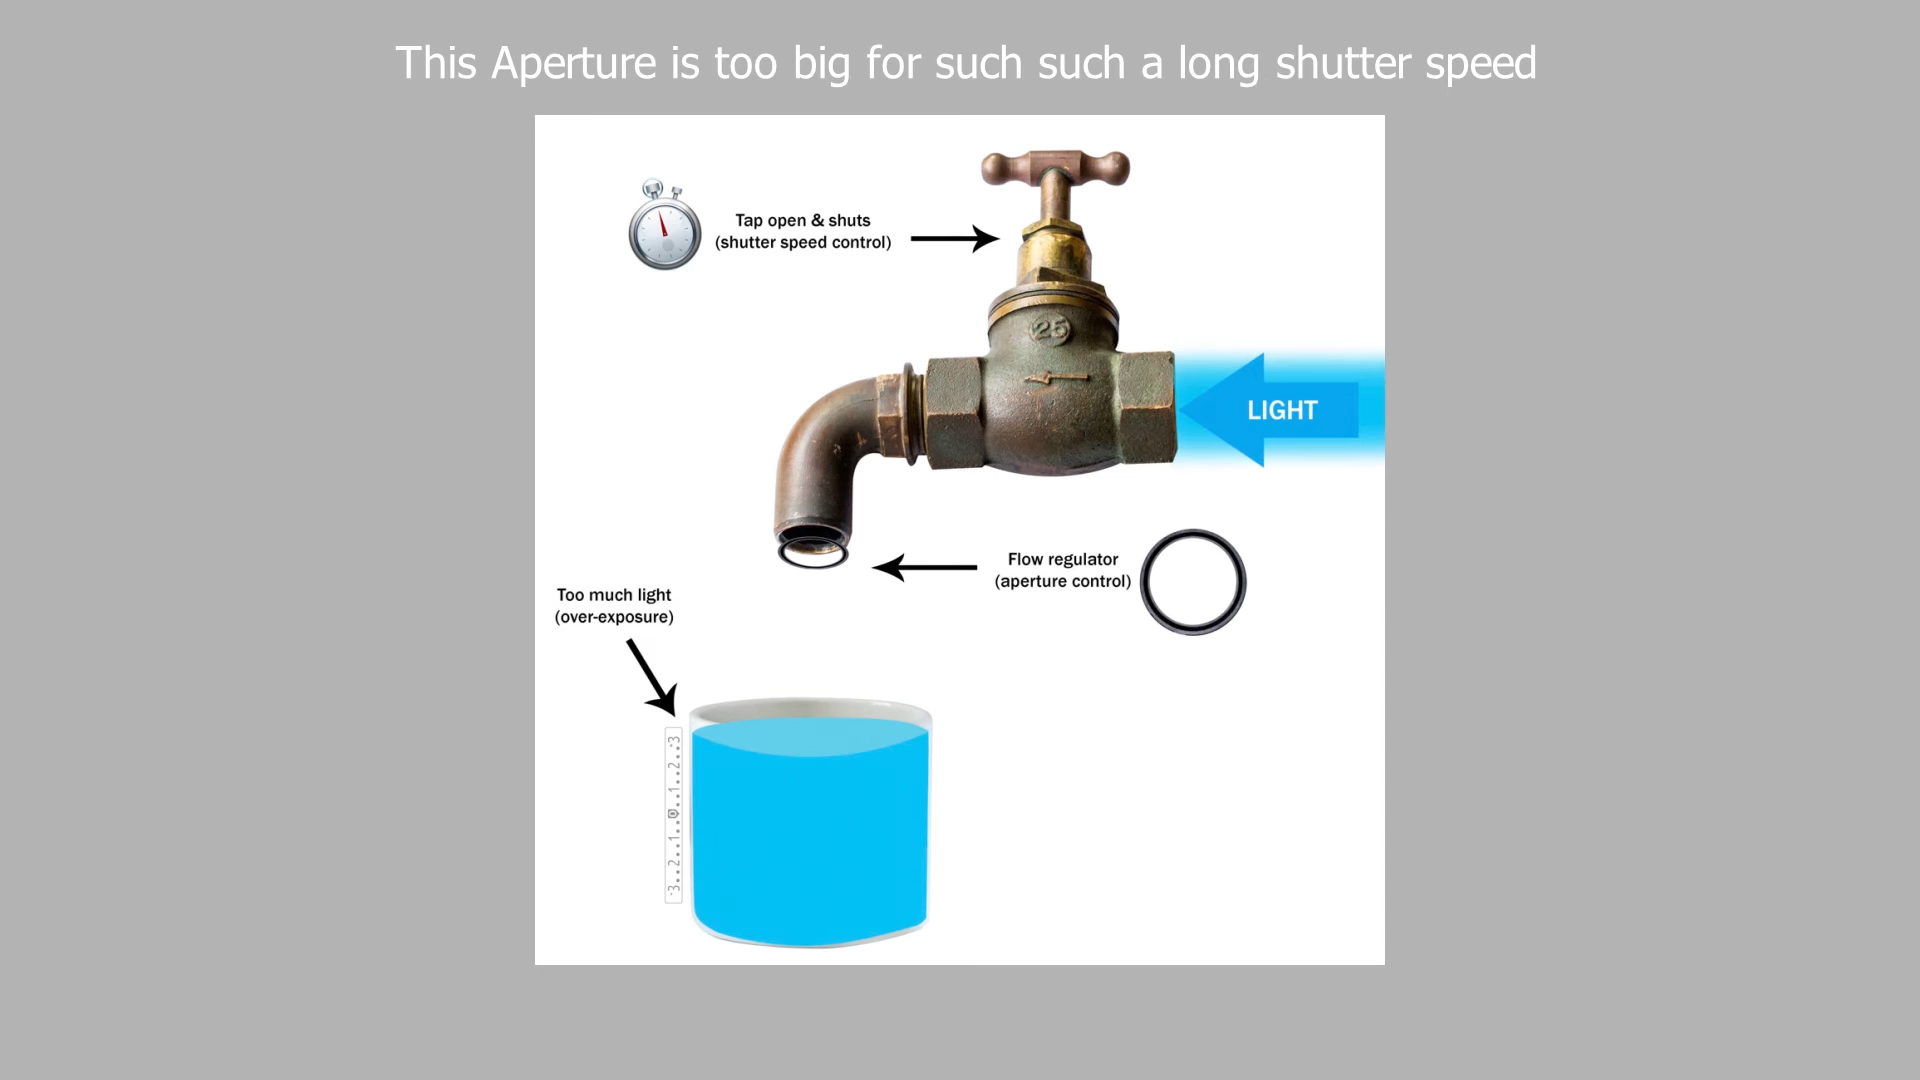 This Aperture is too big for such such a long shutter speed
Tap open & shuts
(shutter speed control)
25
LIGHT
Flow regulator
(aperture control)
Too much light
(over-exposure)
-3..2..1..0..1..2..3